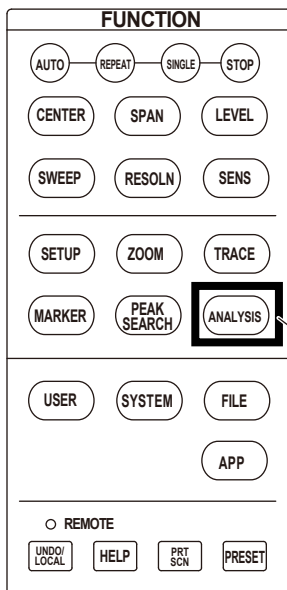 FUNCTION
AUTO REPEAT SINGLE STOP
CENTER SPAN LEVEL
SWEEP RESOLN SENS
SETUP ZOOM TRACE
MARKER PEAK SEARCH ANALYSIS
USER SYSTEM FILE
APP
REMOTE
UNDO/LOCAL HELP PRT SCN PRESET